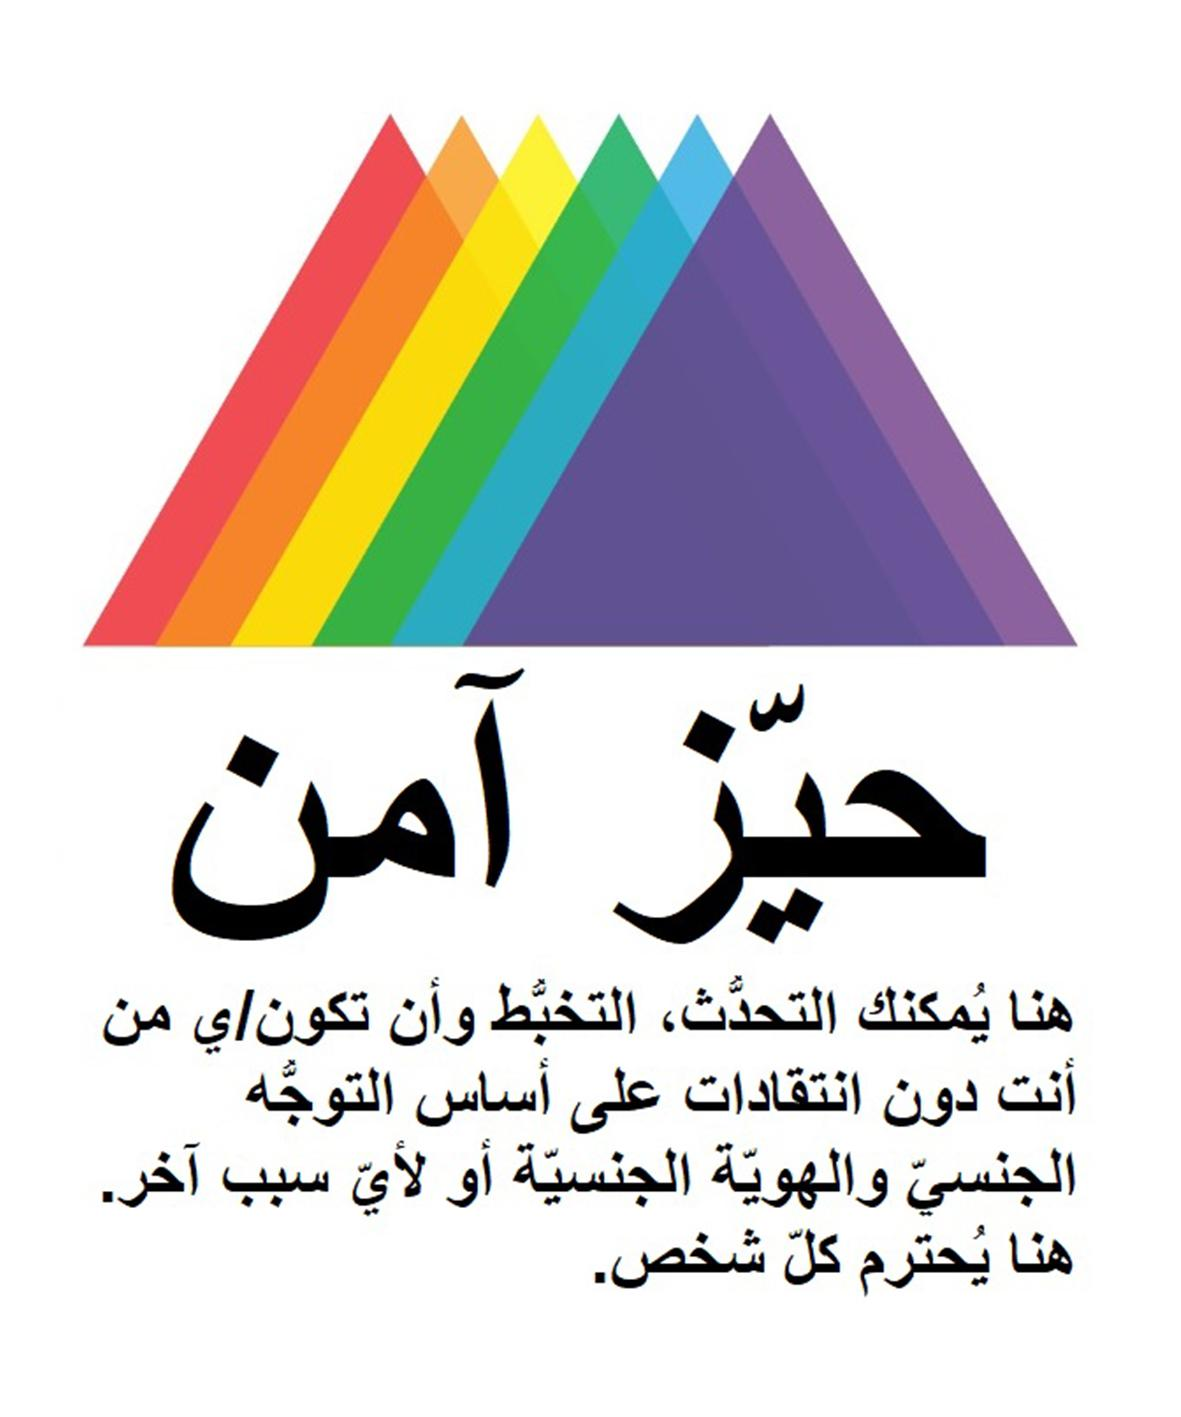 حيّز آمن
هنا يُمكنك التحدُّث، التخبُّط وأن تكون/ي من
أنت دون انتقادات على أساس التوجُّه
الجنسيّ والهويّة الجنسيّة أو لأيّ سبب آخر.
هنا يُحترم كلّ شخص.